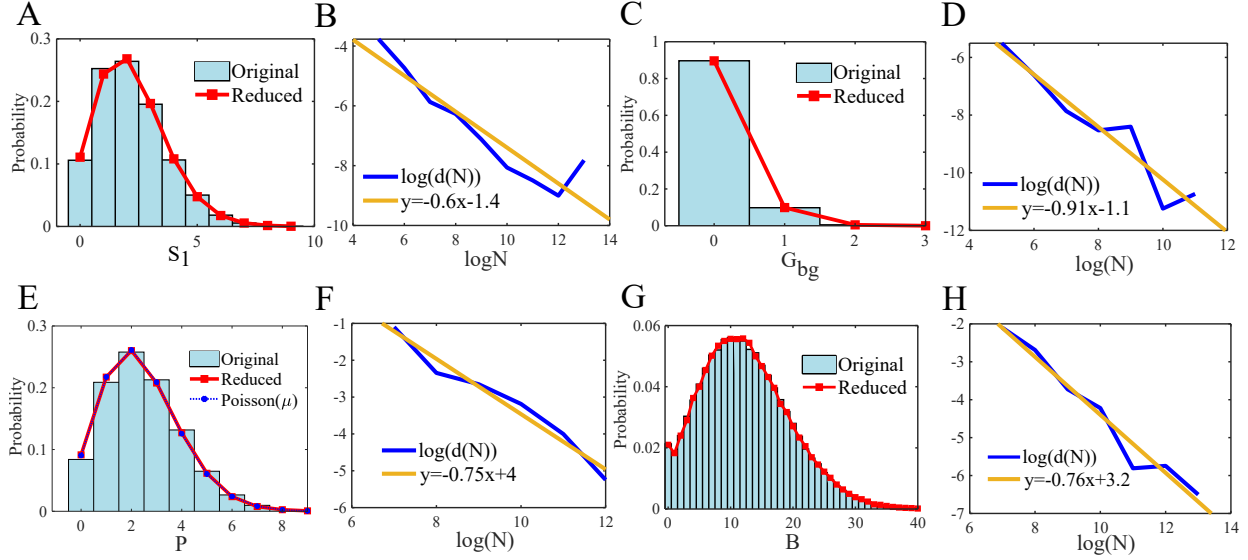 A
Probability
0.3
0.2
0.1
0
0
5
10
S1
Original
Reduced
B
-4
-6
-8
-10
4
6
8
10
12
14
logN
log(d(N))
y=-0.6x-1.4
C
Probability
1
0.8
0.6
0.4
0.2
0
0
1
2
3
Gbg
Original
Reduced
D
-6
-8
-10
-12
4
6
8
10
12
log(N)
log(d(N))
y=-0.91x-1.1
E
Probability
0.3
0.2
0.1
0
0
2
4
6
8
P
Original
Reduced
Poisson(μ)
F
-1
-2
-3
-4
-5
-6
8
10
12
log(N)
log(d(N))
y=-0.75x+4
G
Probability
0.06
0.04
0.02
0
0
10
20
30
40
B
Original
Reduced
H
-2
-3
-4
-5
-6
-7
6
8
10
12
14
log(N)
log(d(N))
y=-0.76x+3.2